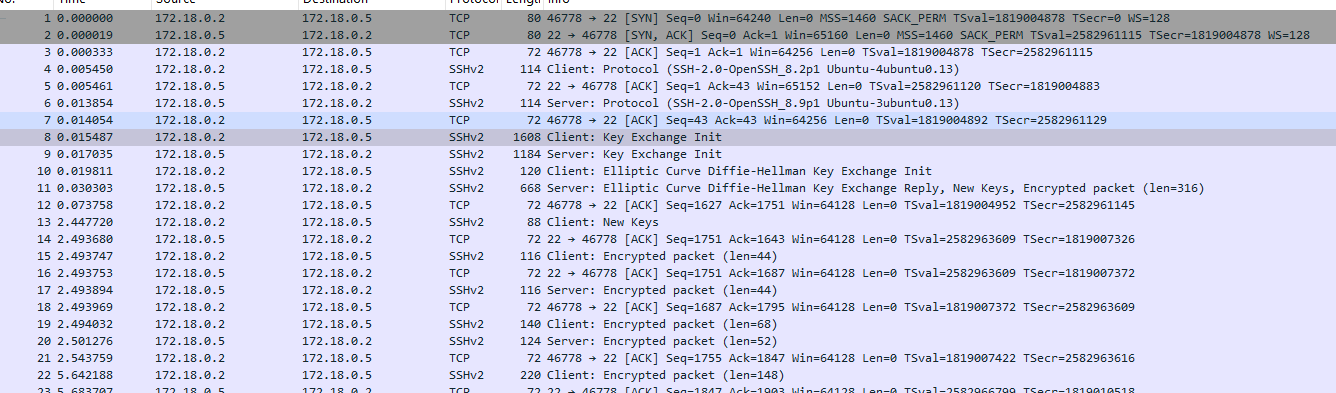 No. Time Source Destination Protocol Length Info
1 0.000000 172.18.0.2 172.18.0.5 TCP 80 46778 → 22 [SYN] Seq=0 Win=64240 Len=0 MSS=1460 SACK_PERM TSval=1819004878 TSecr=0 WS=128
2 0.000019 172.18.0.5 172.18.0.2 TCP 80 22 → 46778 [SYN, ACK] Seq=0 Ack=1 Win=65160 Len=0 MSS=1460 SACK_PERM TSval=2582961115 TSecr=1819004878 WS=128
3 0.000333 172.18.0.2 172.18.0.5 TCP 72 46778 → 22 [ACK] Seq=1 Ack=1 Win=64256 Len=0 TSval=1819004878 TSecr=2582961115
4 0.005450 172.18.0.2 172.18.0.5 SSHv2 114 Client: Protocol (SSH-2.0-OpenSSH_8.2p1 Ubuntu-4ubuntu0.13)
5 0.005461 172.18.0.5 172.18.0.2 TCP 72 22 → 46778 [ACK] Seq=1 Ack=43 Win=65152 Len=0 TSval=2582961120 TSecr=1819004883
6 0.013854 172.18.0.5 172.18.0.2 SSHv2 114 Server: Protocol (SSH-2.0-OpenSSH_8.9p1 Ubuntu-3ubuntu0.13)
7 0.014054 172.18.0.2 172.18.0.5 TCP 72 46778 → 22 [ACK] Seq=43 Ack=43 Win=64256 Len=0 TSval=1819004892 TSecr=2582961129
8 0.015487 172.18.0.2 172.18.0.5 SSHv2 1608 Client: Key Exchange Init
9 0.017035 172.18.0.5 172.18.0.2 SSHv2 1184 Server: Key Exchange Init
10 0.019811 172.18.0.2 172.18.0.5 SSHv2 120 Client: Elliptic Curve Diffie-Hellman Key Exchange Init
11 0.030303 172.18.0.5 172.18.0.2 SSHv2 668 Server: Elliptic Curve Diffie-Hellman Key Exchange Reply, New Keys, Encrypted packet (len=316)
12 0.073758 172.18.0.2 172.18.0.5 TCP 72 46778 → 22 [ACK] Seq=1627 Ack=1751 Win=64128 Len=0 TSval=1819004952 TSecr=2582961145
13 2.447720 172.18.0.2 172.18.0.5 SSHv2 88 Client: New Keys
14 2.493680 172.18.0.5 172.18.0.2 TCP 72 22 → 46778 [ACK] Seq=1751 Ack=1643 Win=64128 Len=0 TSval=2582963609 TSecr=1819007326
15 2.493747 172.18.0.2 172.18.0.5 SSHv2 116 Client: Encrypted packet (len=44)
16 2.493753 172.18.0.5 172.18.0.2 TCP 72 22 → 46778 [ACK] Seq=1751 Ack=1687 Win=64128 Len=0 TSval=2582963609 TSecr=1819007372
17 2.493894 172.18.0.5 172.18.0.2 SSHv2 116 Server: Encrypted packet (len=44)
18 2.493969 172.18.0.2 172.18.0.5 TCP 72 46778 → 22 [ACK] Seq=1687 Ack=1795 Win=64128 Len=0 TSval=1819007372 TSecr=2582963609
19 2.494032 172.18.0.2 172.18.0.5 SSHv2 140 Client: Encrypted packet (len=68)
20 2.501276 172.18.0.5 172.18.0.2 SSHv2 124 Server: Encrypted packet (len=52)
21 2.543759 172.18.0.2 172.18.0.5 TCP 72 46778 → 22 [ACK] Seq=1755 Ack=1847 Win=64128 Len=0 TSval=1819007422 TSecr=2582963616
22 5.642188 172.18.0.2 172.18.0.5 SSHv2 220 Client: Encrypted packet (len=148)
23 5.683707 172.18.0.5 172.18.0.2 TCP 72 22 → 46778 [ACK] Seq=1847 Ack=1903 Win=64128 Len=0 TSval=2582966799 TSecr=1819010518